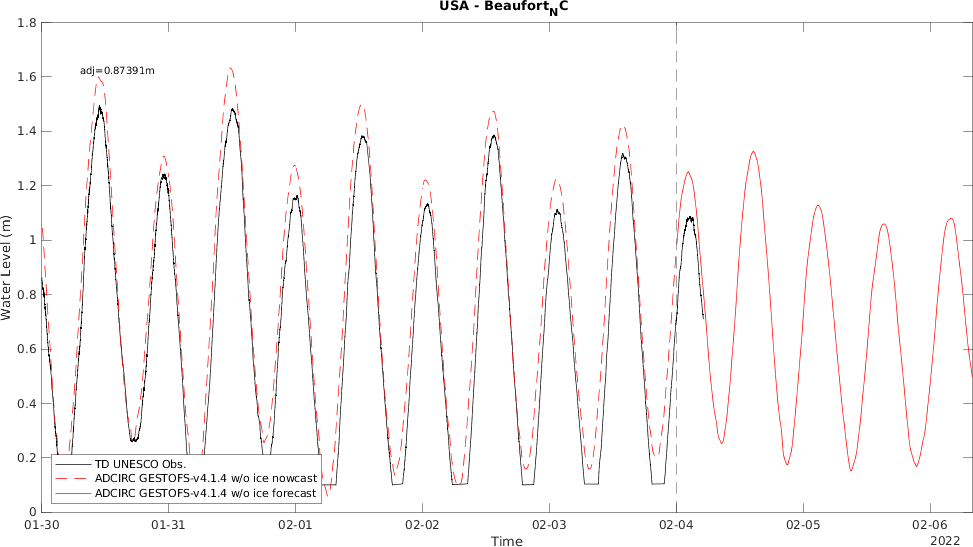 USA - Beaufort_NC
adj=0.87391m
1.8
1.6
1.4
1.2
1
0.8
0.6
0.4
0.2
0
Water Level (m)
TD UNESCO Obs.
ADCIRC GESTOFS-v4.1.4 w/o ice nowcast
ADCIRC GESTOFS-v4.1.4 w/o ice forecast
01-30 01-31 02-01 02-02 02-03 02-04 02-05 02-06
Time
2022